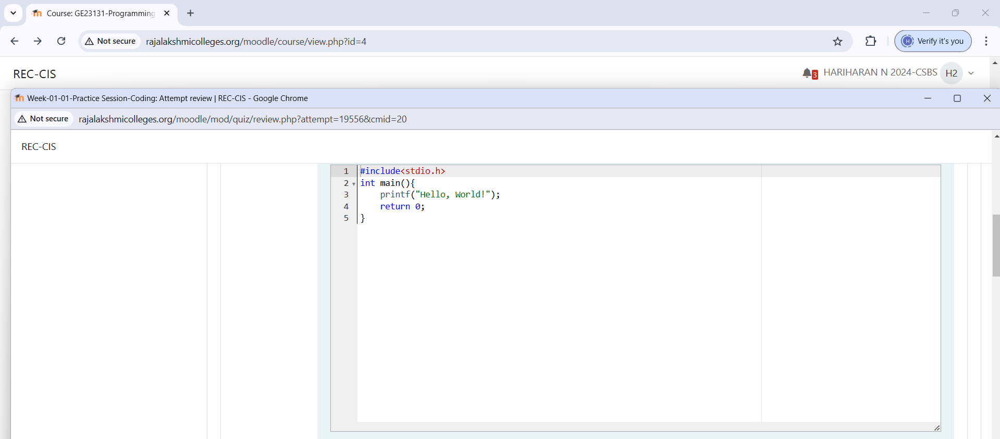 Course: GE23131-Programming
Not secure rajalakshmicolleges.org/moodle/course/view.php?id=4 H Verify it's you
REC-CIS 3 HARIHARAN N 2024-CSBS H2
Week-01-01-Practice Session-Coding: Attempt review | REC-CIS - Google Chrome
Not secure rajalakshmicolleges.org/moodle/mod/quiz/review.php?attempt=19556&cmid=20
REC-CIS
1 #include<stdio.h>
2 int main(){
3 printf("Hello, World!");
4 return 0;
5 }